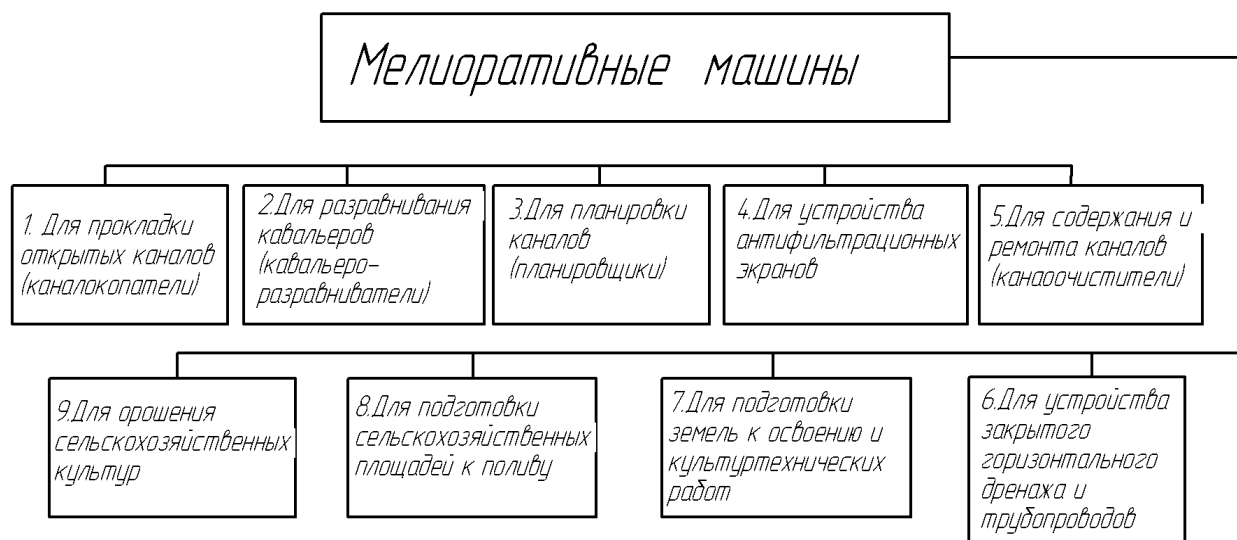 Мелиоративные машины
1. Для прокладки
открытых каналов
(каналокопатели)
2.Для разравнивания
кавальеров
(кавальеро-
разравниватели)
3.Для планировки
каналов
(планировщики)
4.Для устройства
антифильтрационных
экранов
5.Для содержания и
ремонта каналов
(канаоочистители)
9.Для орошения
сельскохозяйственных
культур
8.Для подготовки
сельскохозяйственных
площадей к поливу
7.Для подготовки
земель к освоению и
культуртехнических
работ
6.Для устройства
закрытого
горизонтального
дренажа и
трубопроводов